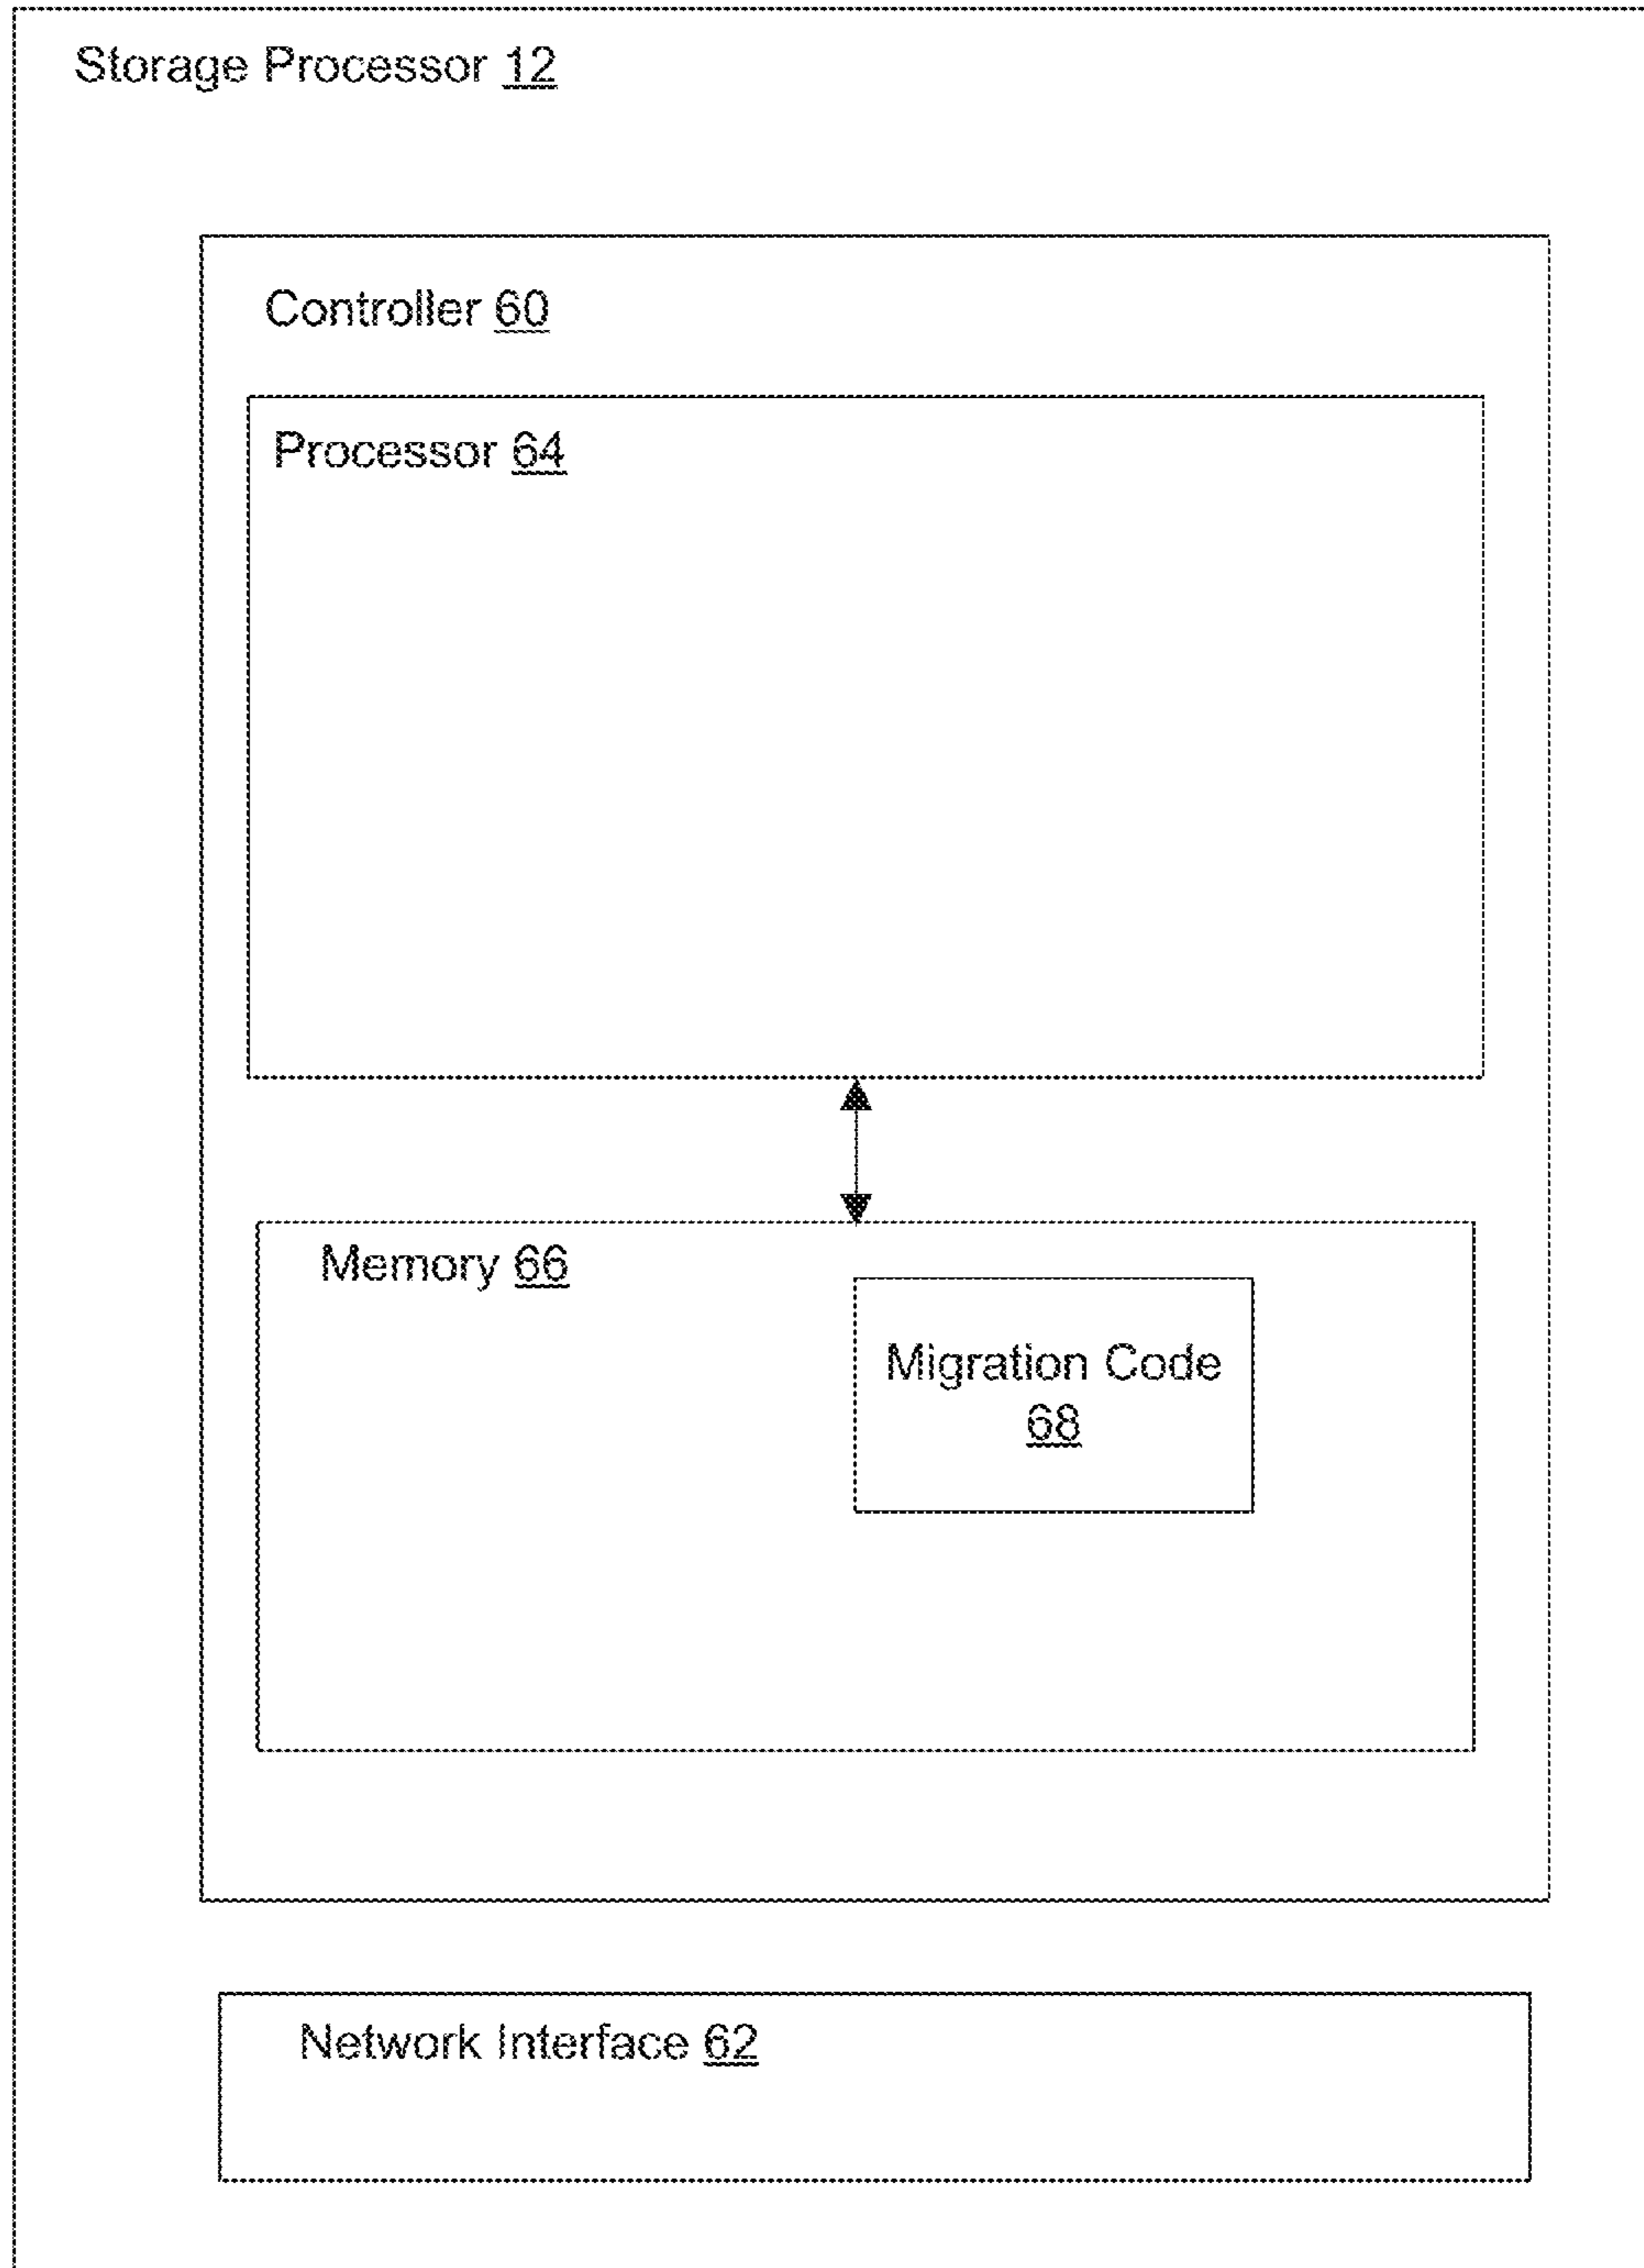 Storage Processor 12
Controller 60
Processor 64
Memory 66
Migration Code
68
Network Interface 62